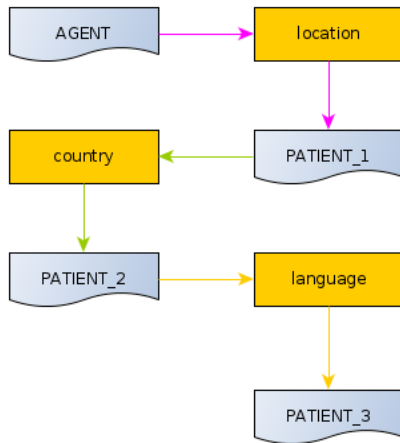 AGENT
location
country
PATIENT_1
PATIENT_2
language
PATIENT_3